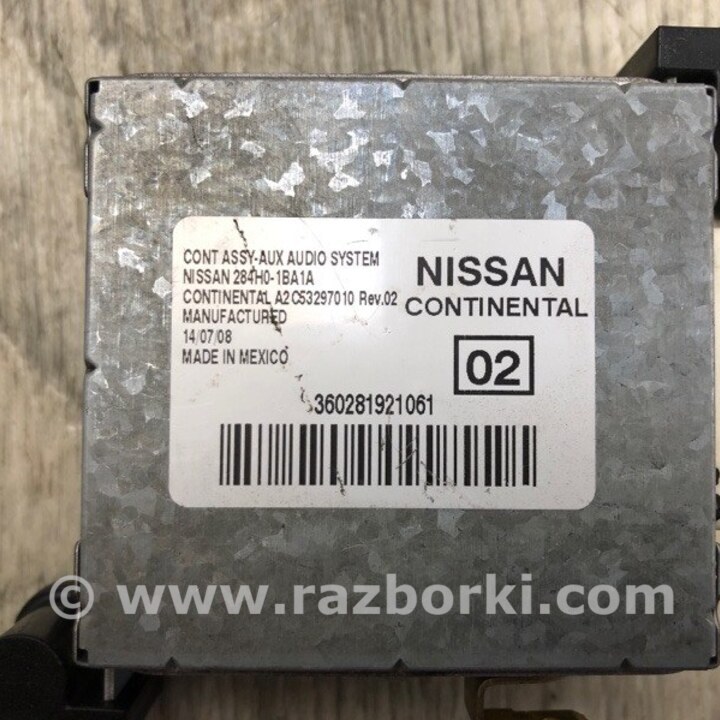 CONT ASSY-AUX AUDIO SYSTEM
NISSAN 284H0-1BA1A
CONTINENTAL A2C53297010 Rev.02
MANUFACTURED
14/07/08
MADE IN MEXICO
NISSAN
CONTINENTAL
02
360281921061
© www.razborki.com